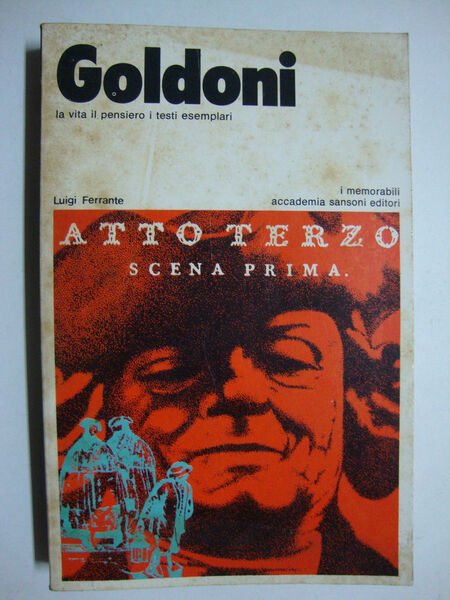 Goldoni
la vita il pensiero i testi esemplari
Luigi Ferrante
i memorabili
accademia sansoni editori
ATTO TERZO
SCENA PRIMA.